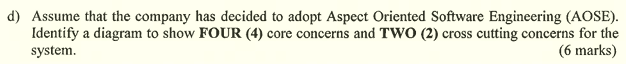 d) Assume that the company has decided to adopt Aspect Oriented Software Engineering (AOSE).
Identify a diagram to show FOUR (4) core concerns and TWO (2) cross cutting concerns for the
system. (6 marks)